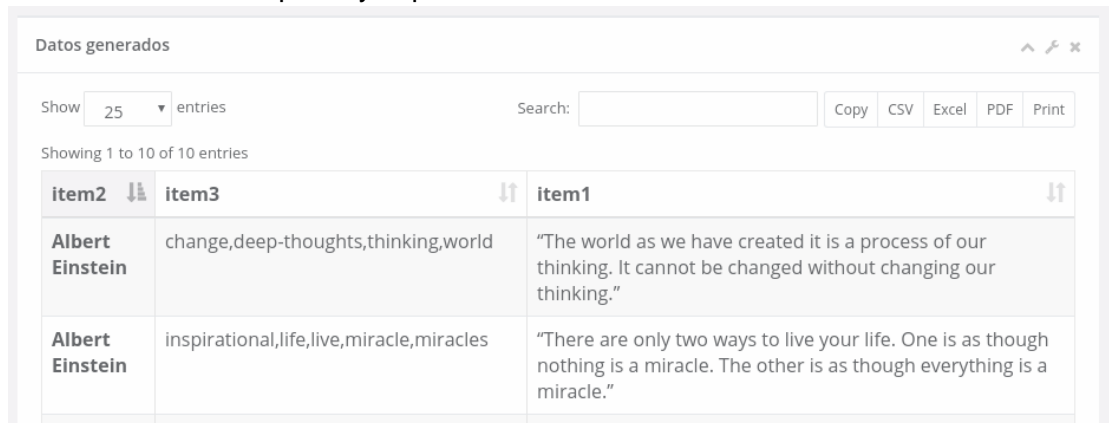 Datos generados
Show 25 entries Search: Copy CSV Excel PDF Print
Showing 1 to 10 of 10 entries
item2 item3 item1
Albert Einstein change,deep-thoughts,thinking,world “The world as we have created it is a process of our
thinking. It cannot be changed without changing our
thinking.”
Albert Einstein inspirational,life,live,miracle,miracles “There are only two ways to live your life. One is as though
nothing is a miracle. The other is as though everything is a
miracle.”